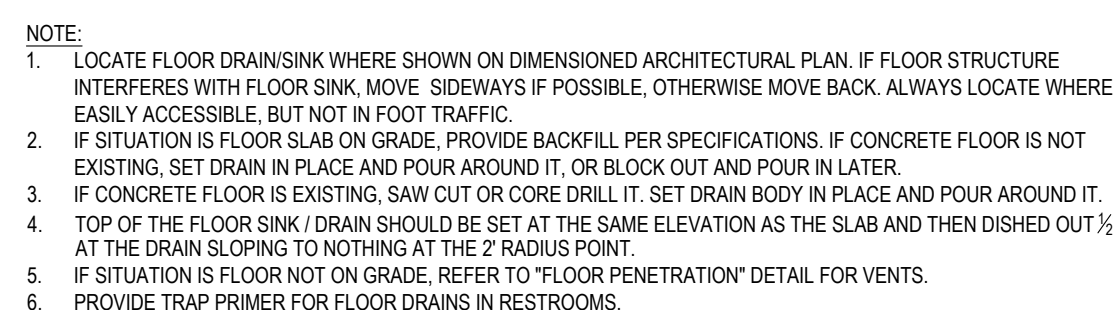 NOTE:
1. LOCATE FLOOR DRAIN/SINK WHERE SHOWN ON DIMENSIONED ARCHITECTURAL PLAN. IF FLOOR STRUCTURE
INTERFERES WITH FLOOR SINK, MOVE SIDEWAYS IF POSSIBLE, OTHERWISE MOVE BACK. ALWAYS LOCATE WHERE
EASILY ACCESSIBLE, BUT NOT IN FOOT TRAFFIC.
2. IF SITUATION IS FLOOR SLAB ON GRADE, PROVIDE BACKFILL PER SPECIFICATIONS. IF CONCRETE FLOOR IS NOT
EXISTING, SET DRAIN IN PLACE AND POUR AROUND IT, OR BLOCK OUT AND POUR IN LATER.
3. IF CONCRETE FLOOR IS EXISTING, SAW CUT OR CORE DRILL IT. SET DRAIN BODY IN PLACE AND POUR AROUND IT.
4. TOP OF THE FLOOR SINK / DRAIN SHOULD BE SET AT THE SAME ELEVATION AS THE SLAB AND THEN DISHED OUT ½
AT THE DRAIN SLOPING TO NOTHING AT THE 2' RADIUS POINT.
5. IF SITUATION IS FLOOR NOT ON GRADE, REFER TO "FLOOR PENETRATION" DETAIL FOR VENTS.
6. PROVIDE TRAP PRIMER FOR FLOOR DRAINS IN RESTROOMS.